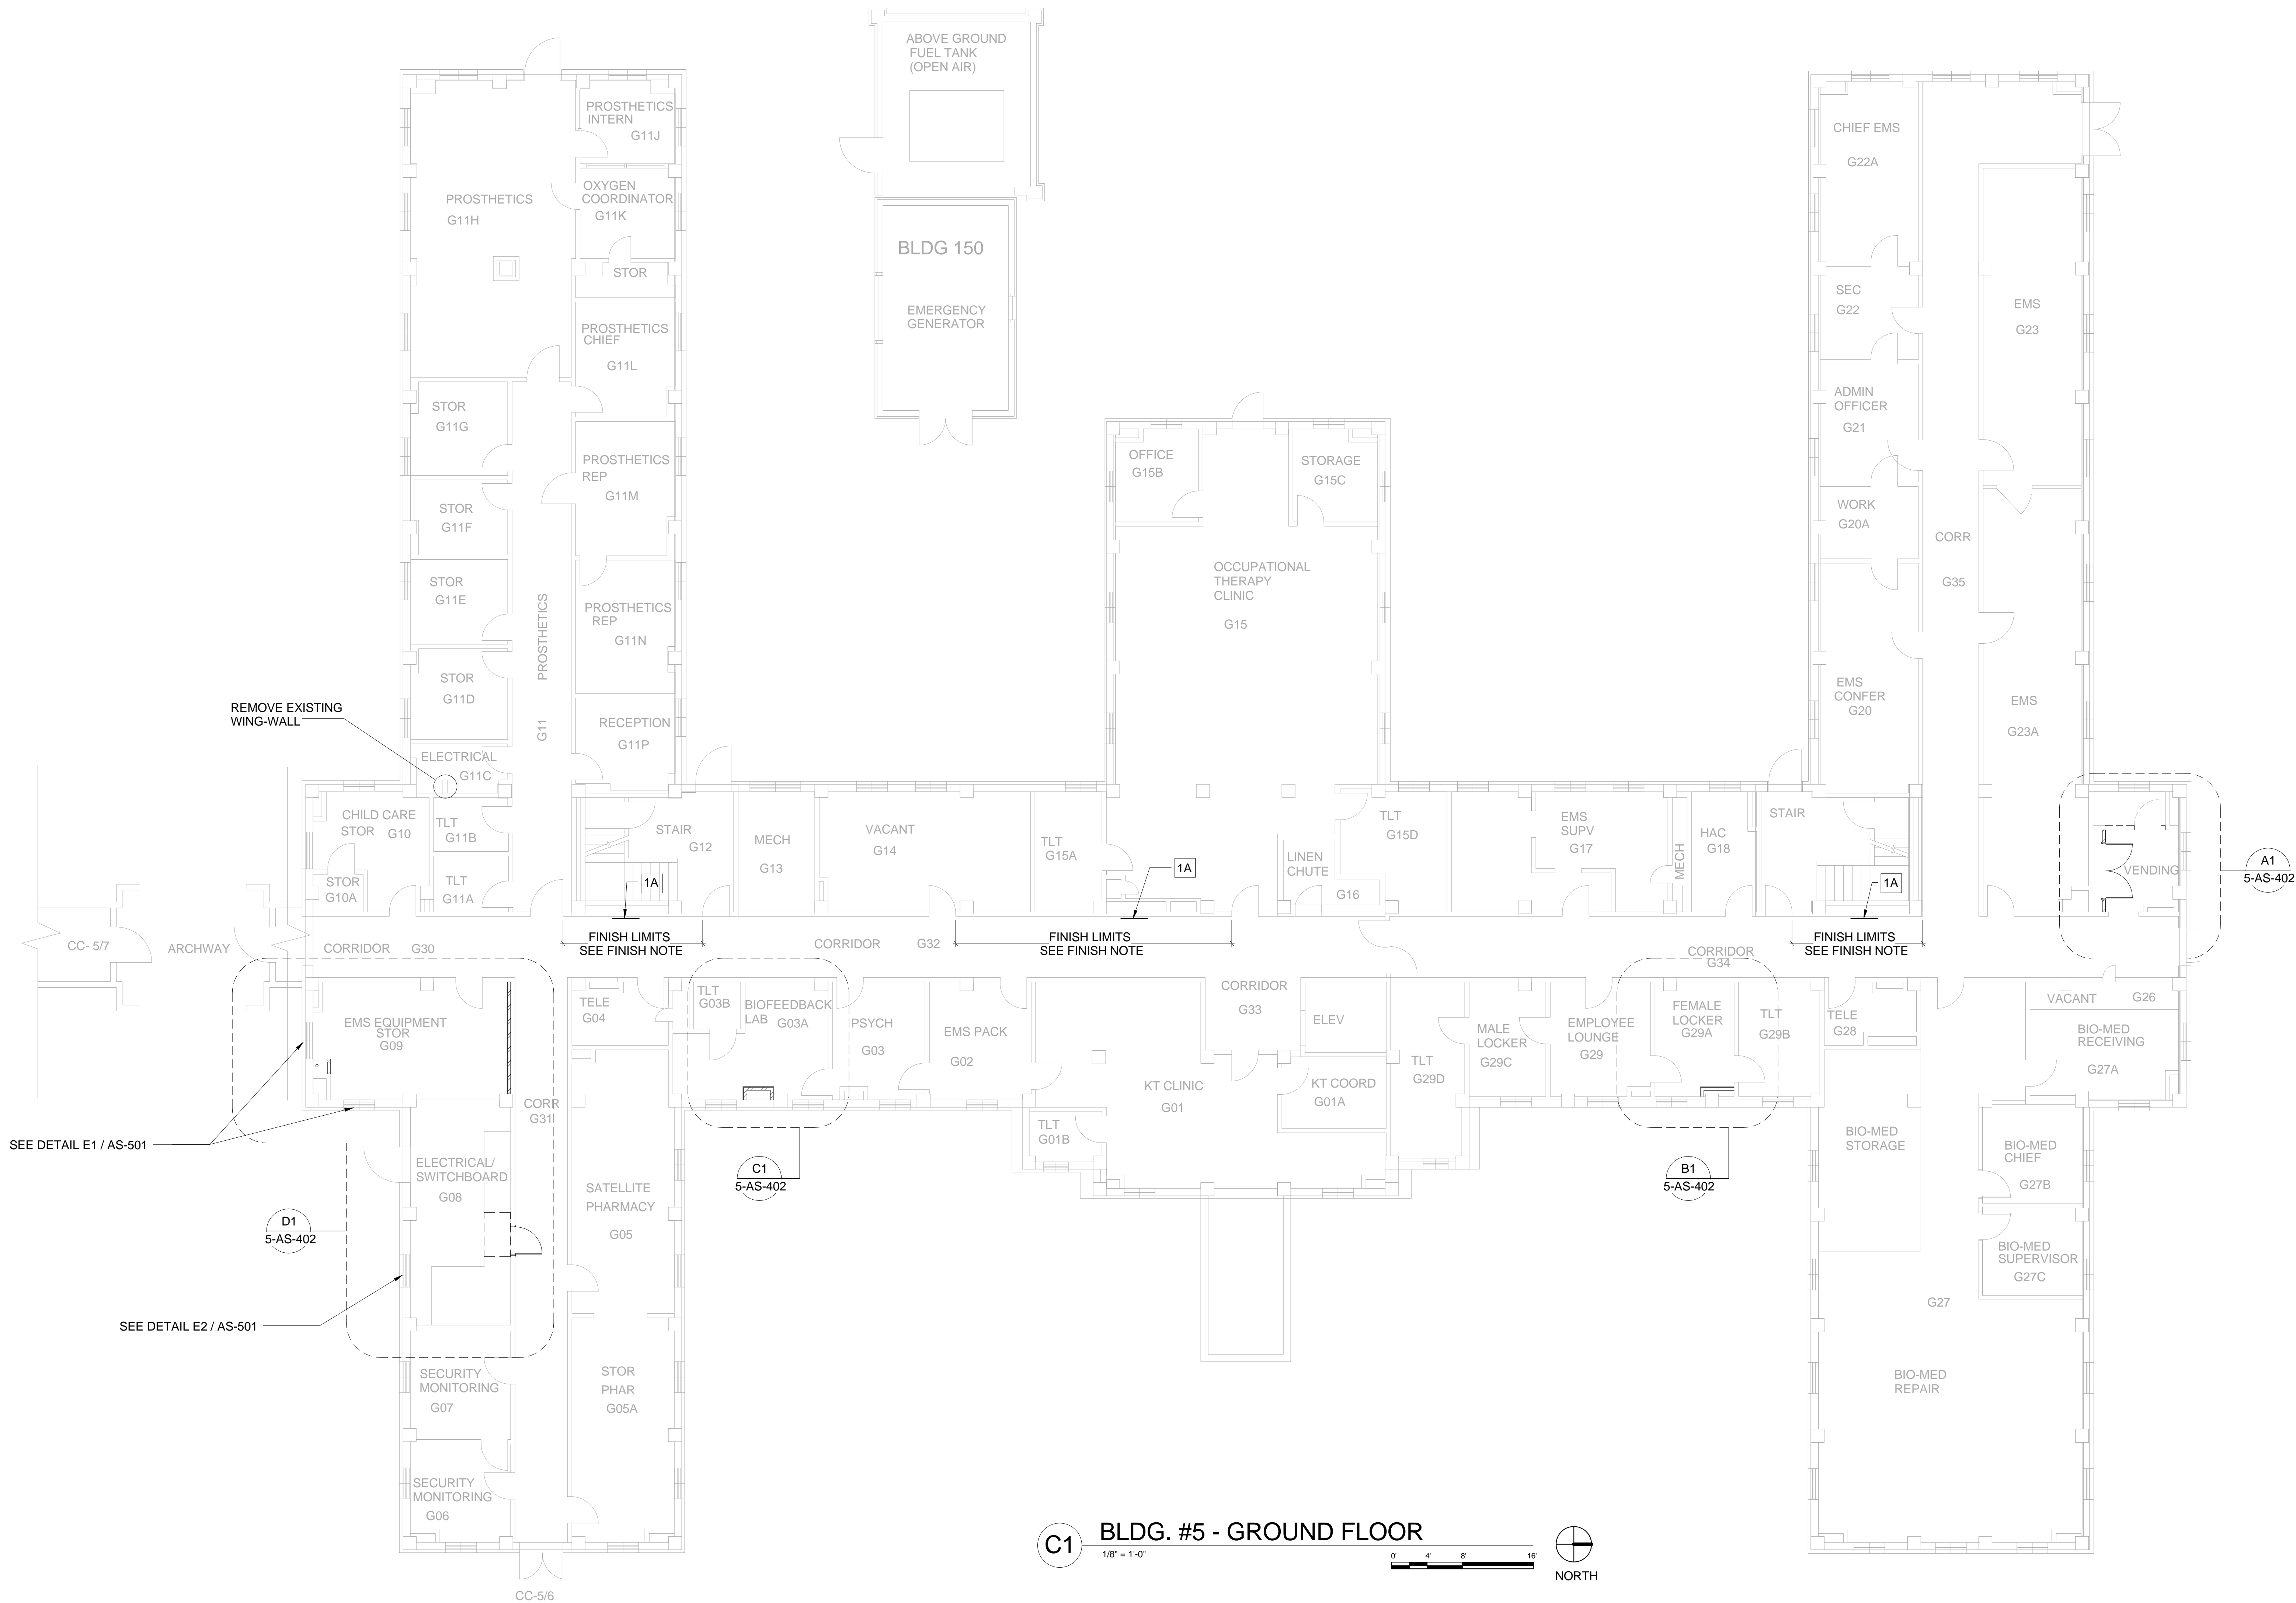 ABOVE GROUND
FUEL TANK
(OPEN AIR)
BLDG 150
EMERGENCY
GENERATOR
PROSTHETICS
INTERN
G11J
OXYGEN
COORDINATOR
G11K
STOR
PROSTHETICS
G11H
PROSTHETICS
CHIEF
G11L
STOR
G11G
PROSTHETICS
REP
G11M
STOR
G11F
STOR
G11E
PROSTHETICS
REP
G11N
STOR
G11D
G11 PROSTHETICS
RECEPTION
G11P
ELECTRICAL
G11C
REMOVE EXISTING
WING-WALL
CHILD CARE
STOR G10
TLT
G11B
STOR
G10A
TLT
G11A
STAIR
G12
MECH
G13
VACANT
G14
TLT
G15A
OFFICE
G15B
STORAGE
G15C
OCCUPATIONAL
THERAPY
CLINIC
G15
LINEN
CHUTE
G16
TLT
G15D
EMS
SUPV
G17
MECH
HAC
G18
STAIR
CHIEF EMS
G22A
SEC
G22
ADMIN
OFFICER
G21
WORK
G20A
EMS
CONFER
G20
CORR
G35
EMS
G23
EMS
G23A
VENDING
A1
5-AS-402
1A
1A
1A
FINISH LIMITS
SEE FINISH NOTE
FINISH LIMITS
SEE FINISH NOTE
FINISH LIMITS
SEE FINISH NOTE
CC- 5/7
ARCHWAY
CORRIDOR G30
CORRIDOR G32
CORRIDOR
G33
CORRIDOR
G34
EMS EQUIPMENT
STOR
G09
TELE
G04
TLT
G03B
BIOFEEDBACK
LAB G03A
PSYCH
G03
EMS PACK
G02
KT CLINIC
G01
ELEV
KT COORD
G01A
TLT
G01B
TLT
G29D
MALE
LOCKER
G29C
EMPLOYEE
LOUNGE
G29
FEMALE
LOCKER
G29A
TLT
G29B
TELE
G28
VACANT G26
BIO-MED
RECEIVING
G27A
BIO-MED
STORAGE
BIO-MED
CHIEF
G27B
BIO-MED
SUPERVISOR
G27C
G27
BIO-MED
REPAIR
CORR
G31
SEE DETAIL E1 / AS-501
ELECTRICAL/
SWITCHBOARD
G08
SATELLITE
PHARMACY
G05
D1
5-AS-402
C1
5-AS-402
B1
5-AS-402
SEE DETAIL E2 / AS-501
SECURITY
MONITORING
G07
STOR
PHAR
G05A
SECURITY
MONITORING
G06
CC-5/6
C1
BLDG. #5 - GROUND FLOOR
1/8" = 1'-0"
0' 4' 8' 16'
NORTH